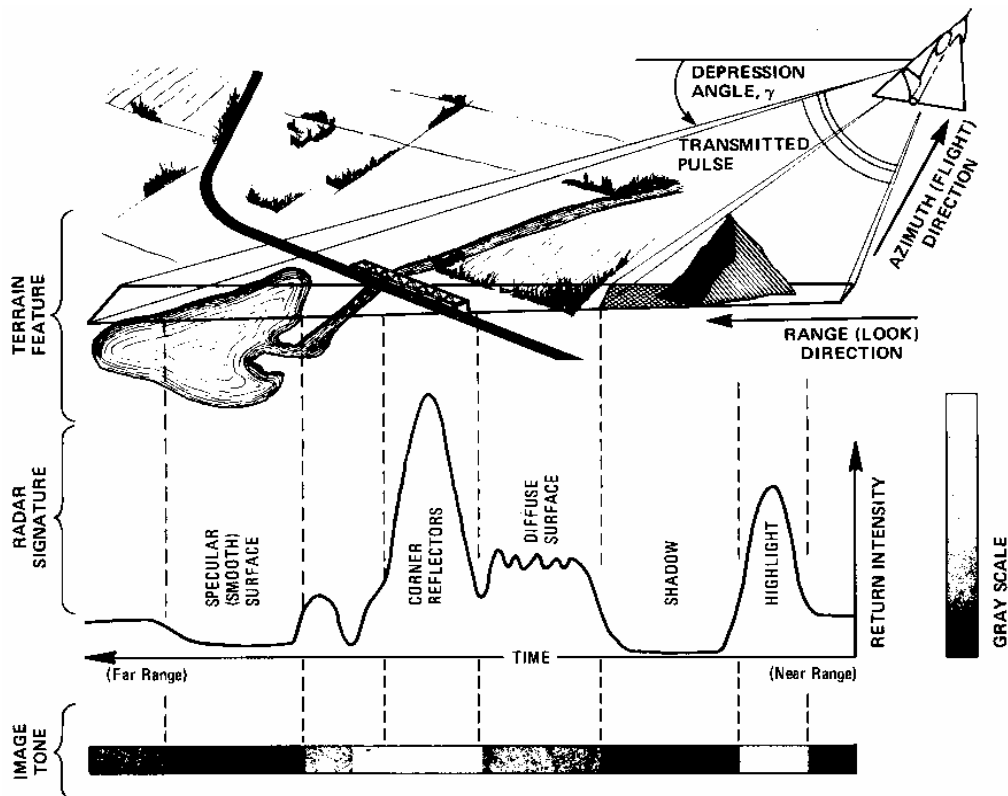 DEPRESSION
ANGLE, γ
TRANSMITTED
PULSE
AZIMUTH (FLIGHT)
DIRECTION
RANGE (LOOK)
DIRECTION
TERRAIN
FEATURE
RADAR
SIGNATURE
SPECULAR
(SMOOTH)
SURFACE
CORNER
REFLECTORS
DIFFUSE
SURFACE
SHADOW
HIGHLIGHT
RETURN INTENSITY
GRAY SCALE
TIME
(Far Range)
(Near Range)
IMAGE
TONE